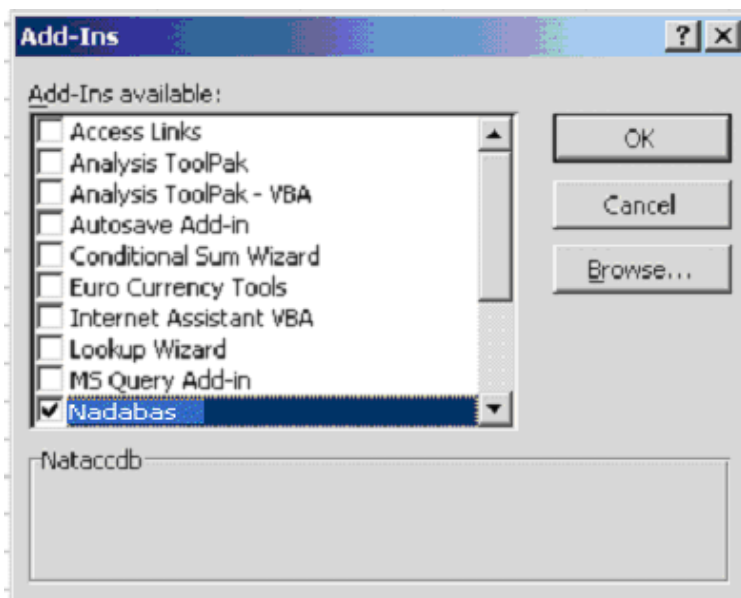 Add-Ins
Add-Ins available:
Access Links
Analysis ToolPak
Analysis ToolPak - VBA
Autosave Add-in
Conditional Sum Wizard
Euro Currency Tools
Internet Assistant VBA
Lookup Wizard
MS Query Add-in
Nadabas
OK
Cancel
Browse...
Nataccdb